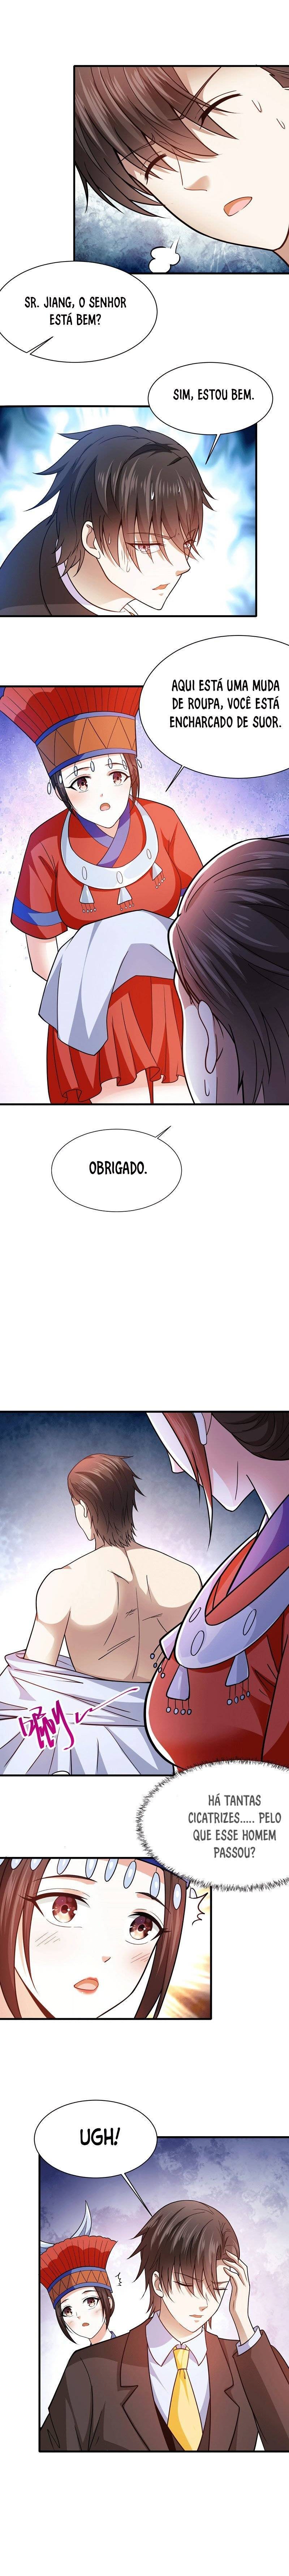 SR. JIANG, O SENHOR
ESTÁ BEM?
SIM, ESTOU BEM.
AQUI ESTÁ UMA MUDA
DE ROUPA, VOCÊ ESTÁ
ENCHARCADO DE SUOR.
OBRIGADO.
HÁ TANTAS
CICATRIZES..... PELO
QUE ESSE HOMEM
PASSOU?
UGH!